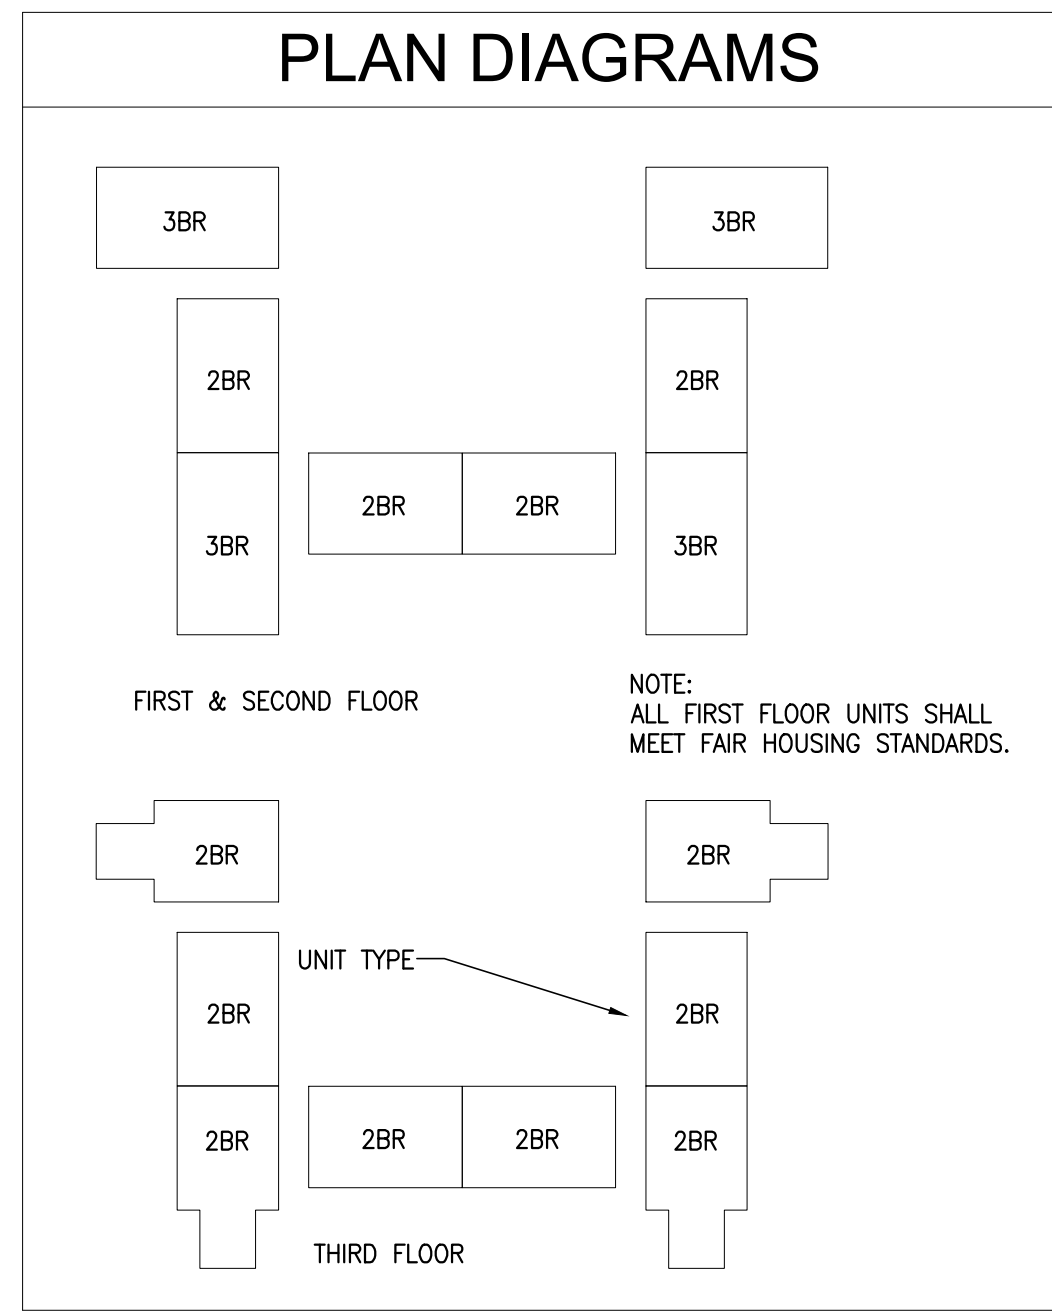 PLAN DIAGRAMS
3BR
3BR
2BR
2BR
2BR
2BR
3BR
3BR
FIRST & SECOND FLOOR
NOTE:
ALL FIRST FLOOR UNITS SHALL
MEET FAIR HOUSING STANDARDS.
2BR
2BR
UNIT TYPE
2BR
2BR
2BR
2BR
2BR
2BR
THIRD FLOOR